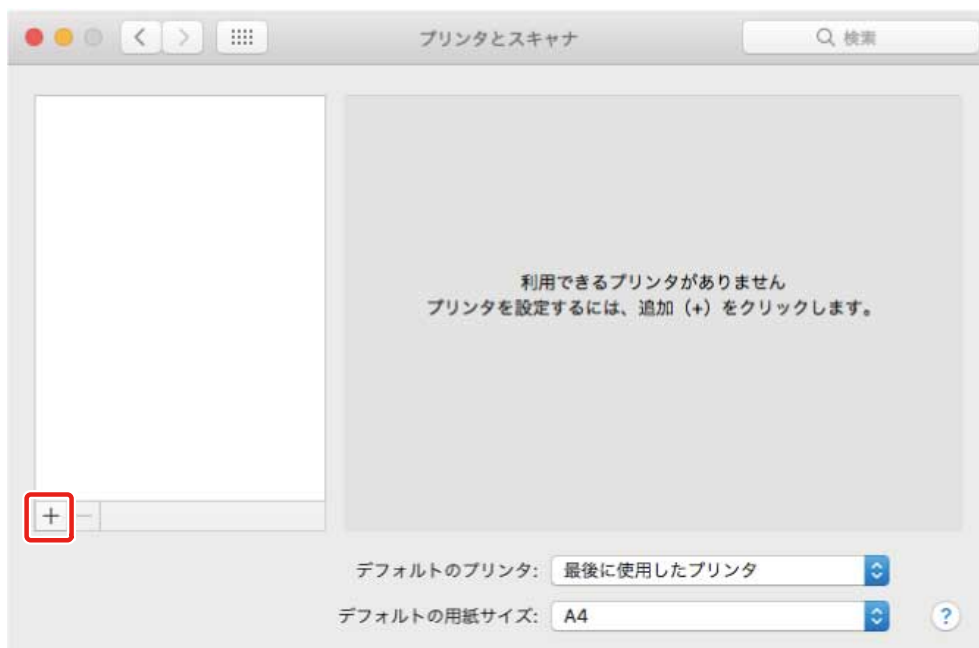 プリンタとスキャナ
検索
利用できるプリンタがありません
プリンタを設定するには、追加（+）をクリックします。
+ −
デフォルトのプリンタ: 最後に使用したプリンタ
デフォルトの用紙サイズ: A4
?